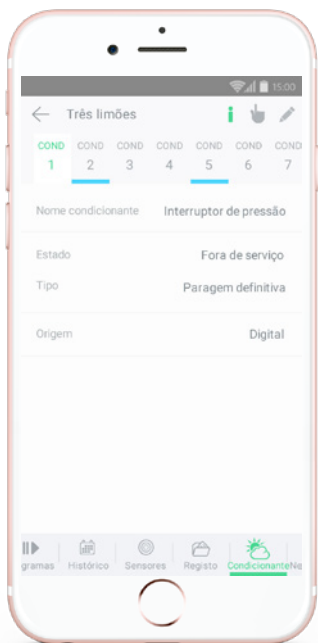 15:00
Três limões
COND COND COND COND COND COND COND
1 2 3 4 5 6 7
Nome condicionante Interruptor de pressão
Estado Fora de serviço
Tipo Paragem definitiva
Origem Digital
gramas Histórico Sensores Registo Condicionante Ne